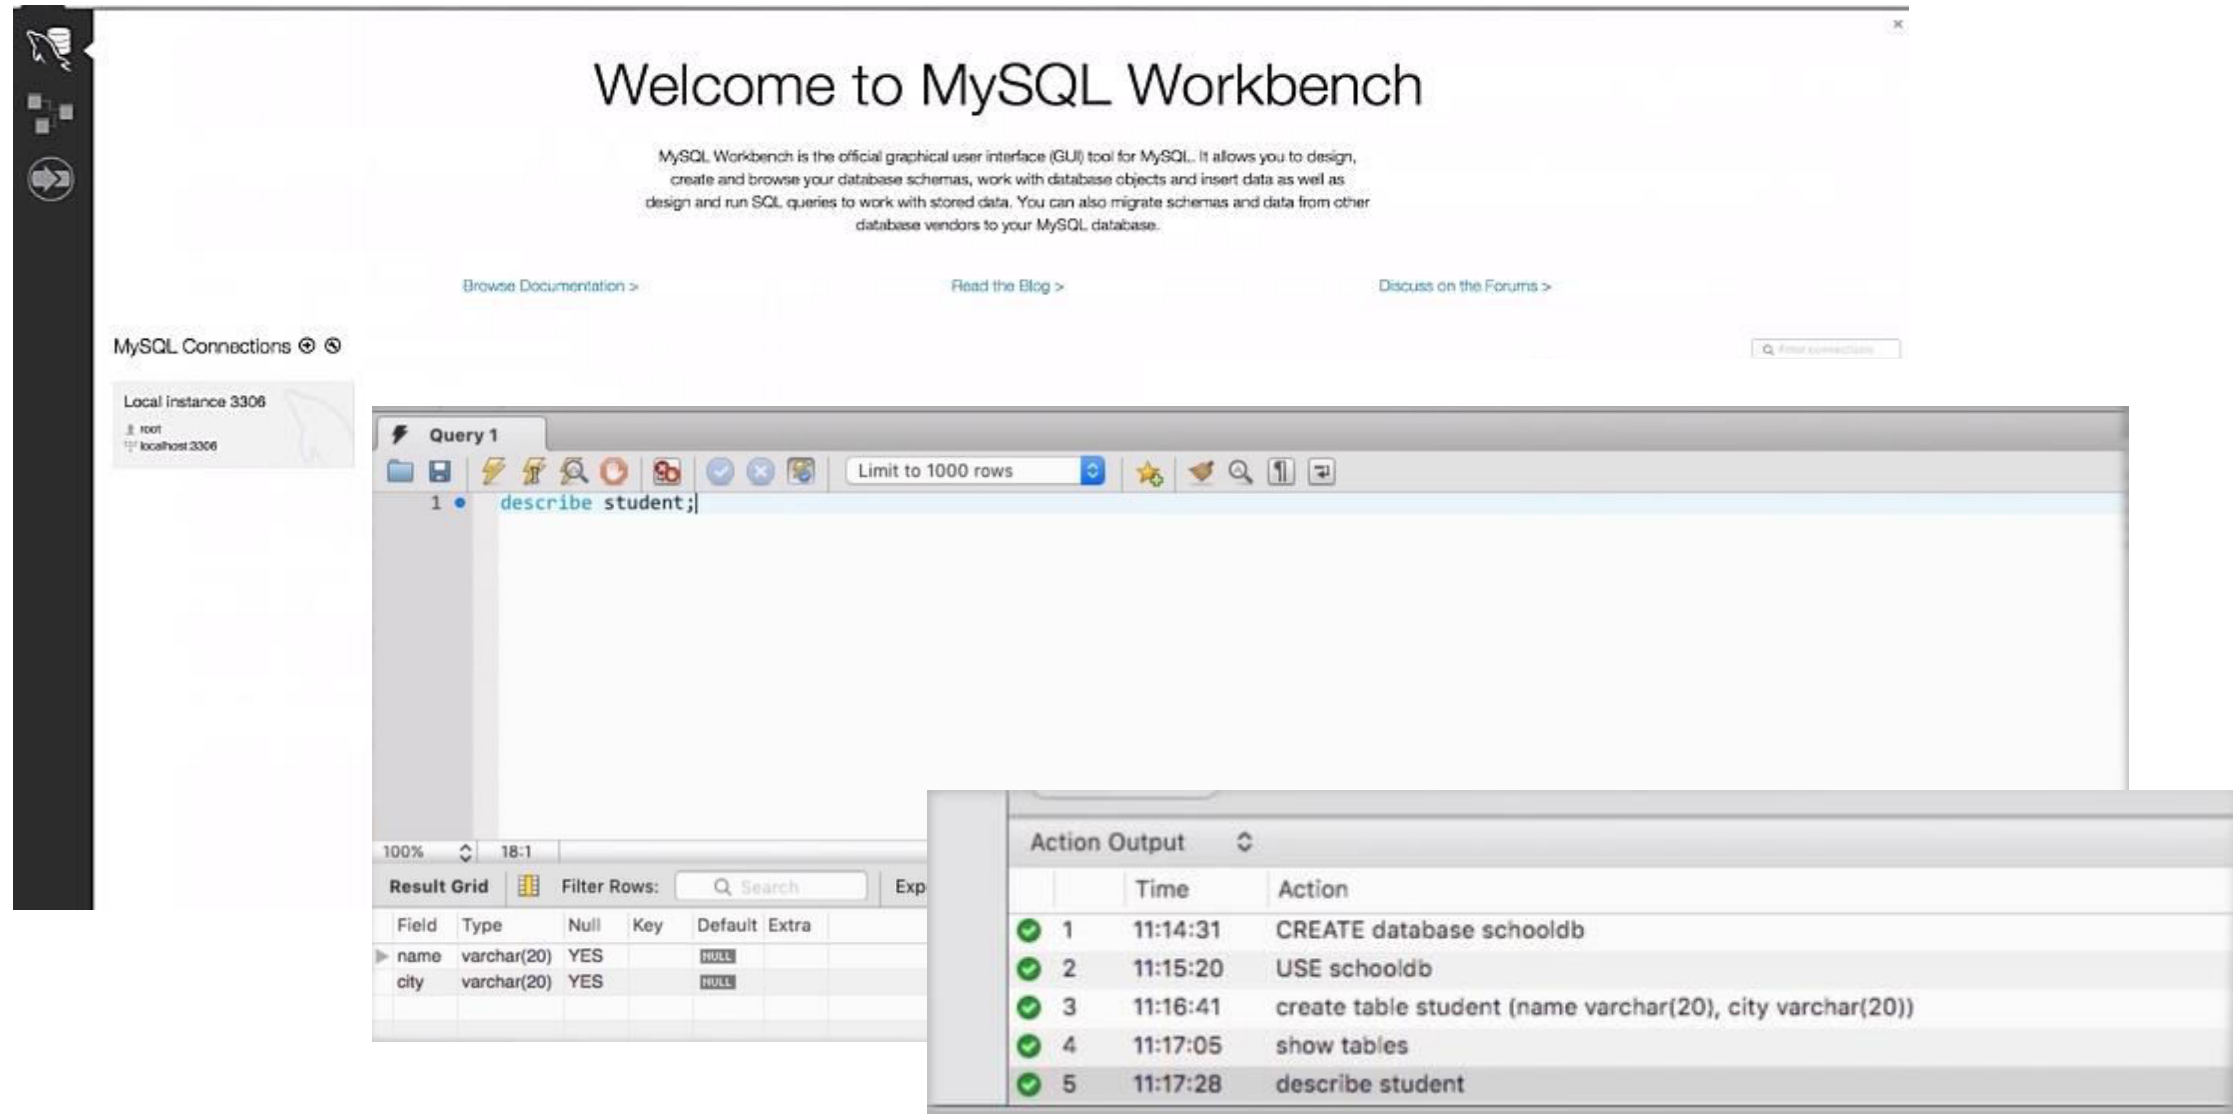 Welcome to MySQL Workbench
MySQL Workbench is the official graphical user interface (GUI) tool for MySQL. It allows you to design,
create and browse your database schemas, work with database objects and insert data as well as
design and run SQL queries to work with stored data. You can also migrate schemas and data from other
database vendors to your MySQL database.
Browse Documentation >
Read the Blog >
Discuss on the Forums >
MySQL Connections
Filter connections
Local instance 3306
root
localhost:3306
Query 1
Limit to 1000 rows
1 describe student;
100% 18:1
Result Grid Filter Rows: Search Exp
Field Type Null Key Default Extra
name varchar(20) YES NULL
city varchar(20) YES NULL
Action Output
Time Action
1 11:14:31 CREATE database schooldb
2 11:15:20 USE schooldb
3 11:16:41 create table student (name varchar(20), city varchar(20))
4 11:17:05 show tables
5 11:17:28 describe student